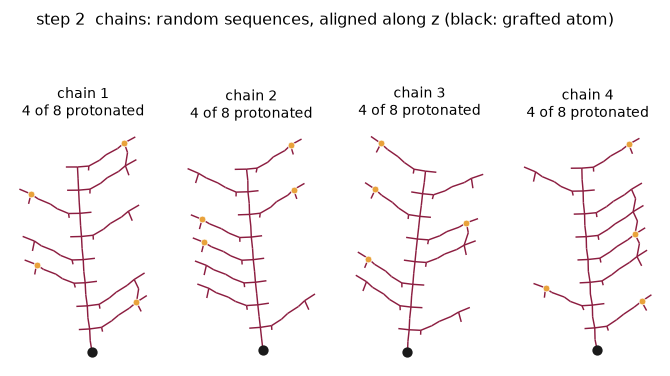 step 2  chains: random sequences, aligned along z (black: grafted atom)
chain 1
4 of 8 protonated
chain 2
4 of 8 protonated
chain 3
4 of 8 protonated
chain 4
4 of 8 protonated